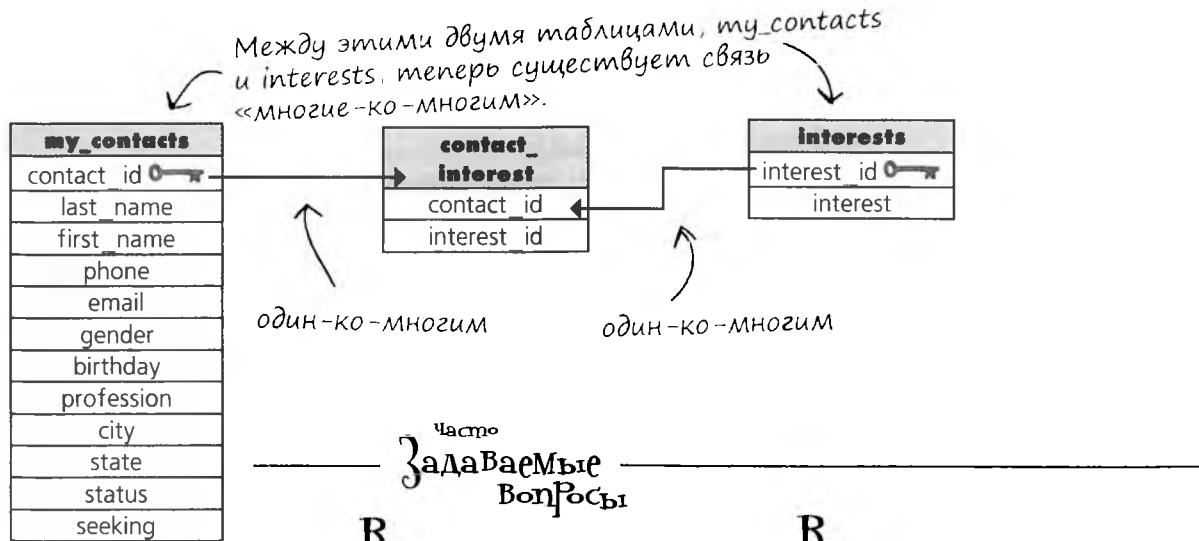 Между этими двумя таблицами, my_contacts
и interests, теперь существует связь
«многие-ко-многим».
my_contacts
contact_id
last_name
first_name
phone
email
gender
birthday
profession
city
state
status
seeking
contact_
interest
contact_id
interest_id
interests
interest_id
interest
один-ко-многим
один-ко-многим
Часто
Задаваемые
Вопросы